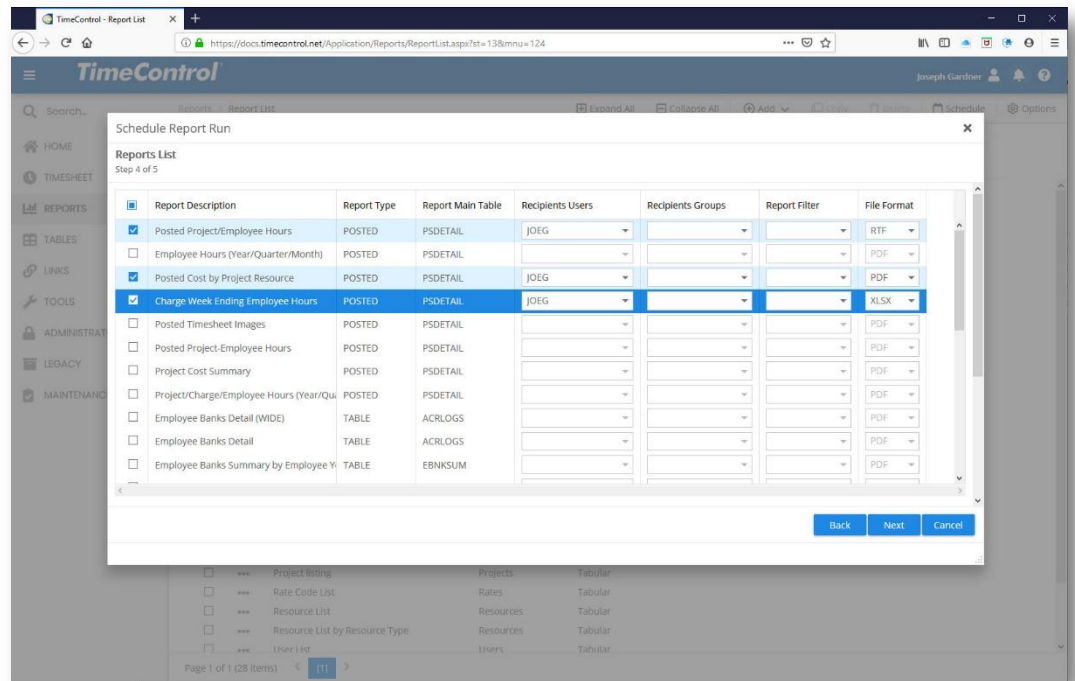 TimeControl - Report List
https://docs.timecontrol.net/Application/Reports/ReportList.aspx?st=13&mnu=124
TimeControl
Joseph Gardner
Search...
Reports / Report List
Expand All
Collapse All
Add
Copy
Delete
Schedule
Options
HOME
TIMESHEET
REPORTS
TABLES
LINKS
TOOLS
ADMINISTRAT
LEGACY
MAINTENANC
Schedule Report Run
Reports List
Step 4 of 5
Report Description Report Type Report Main Table Recipients Users Recipients Groups Report Filter File Format
Posted Project/Employee Hours POSTED PSDETAIL JOEG RTF
Employee Hours (Year/Quarter/Month) POSTED PSDETAIL PDF
Posted Cost by Project Resource POSTED PSDETAIL JOEG PDF
Charge Week Ending Employee Hours POSTED PSDETAIL JOEG XLSX
Posted Timesheet Images POSTED PSDETAIL PDF
Posted Project-Employee Hours POSTED PSDETAIL PDF
Project Cost Summary POSTED PSDETAIL PDF
Project/Charge/Employee Hours (Year/Qua POSTED PSDETAIL PDF
Employee Banks Detail (WIDE) TABLE ACRLOGS PDF
Employee Banks Detail TABLE ACRLOGS PDF
Employee Banks Summary by Employee Y TABLE EBNKSUM PDF
Back Next Cancel
Project listing Projects Tabular
Rate Code List Rates Tabular
Resource List Resources Tabular
Resource List by Resource Type Resources Tabular
User List Users Tabular
Page 1 of 1 (28 items) [1]